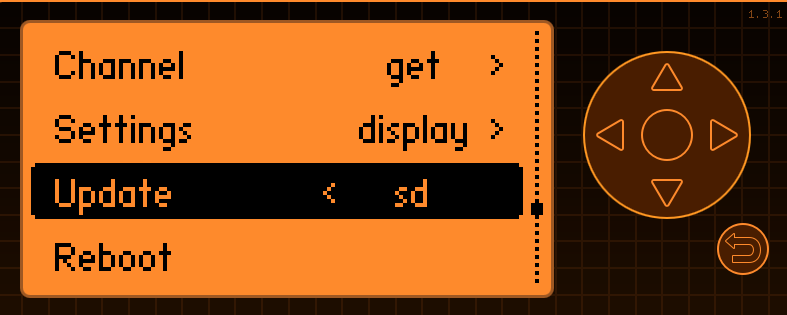 1.3.1
Channel get >
Settings display >
Update < sd
Reboot